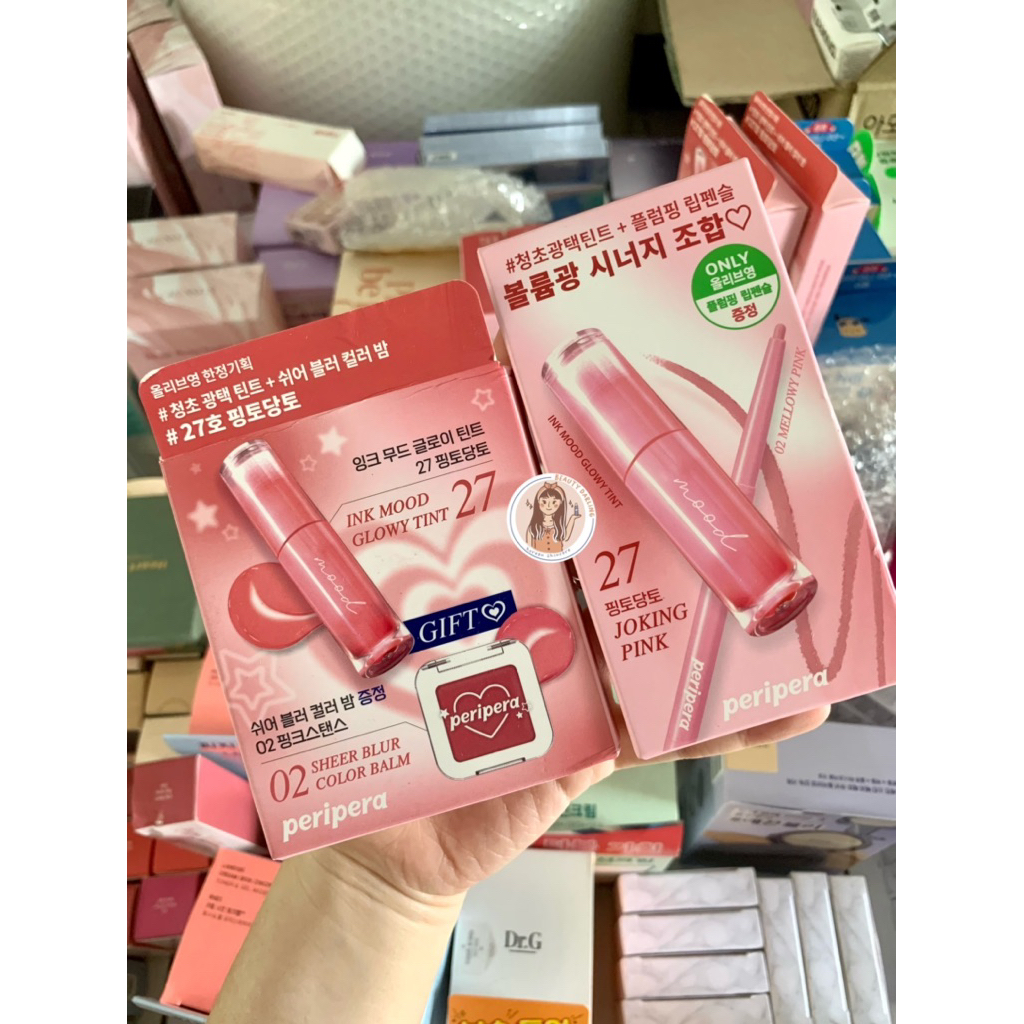 올리브영 한정기획
# 청초 광택 틴트 + 쉬어 블러 컬러 밤
# 27호 핑토당토
잉크 무드 글로이 틴트
27 핑토당토
INK MOOD
GLOWY TINT 27
mood
GIFT
peripera
쉬어 블러 컬러 밤 증정
02 핑크스탠스
02 SHEER BLUR
COLOR BALM
peripera
#청초광택틴트 + 플럼핑 립펜슬
볼륨광 시너지 조합♡
ONLY
올리브영
플럼핑 립펜슬
증정
02 MELLOWY PINK
INK MOOD GLOWY TINT
mood
27
핑토당토
JOKING
PINK
peripera
peripera
BEAUTY DARLING
Dr.G